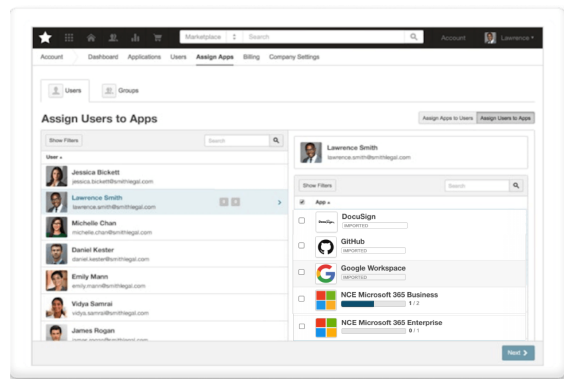 Marketplace Search Account Lawrence
Account Dashboard Applications Users Assign Apps Billing Company Settings
Users Groups
Assign Users to Apps
Assign Apps to Users Assign Users to Apps
Show Filters Search
User
Jessica Bickett
jessica.bickett@smithlegal.com
Lawrence Smith
lawrence.smith@smithlegal.com
Michelle Chan
michelle.chan@smithlegal.com
Daniel Kester
daniel.kester@smithlegal.com
Emily Mann
emily.mann@smithlegal.com
Vidya Samrai
vidya.samrai@smithlegal.com
James Rogan
Lawrence Smith
lawrence.smith@smithlegal.com
Show Filters Search
App
DocuSign
IMPORTED
GitHub
IMPORTED
Google Workspace
IMPORTED
NCE Microsoft 365 Business
1 / 2
NCE Microsoft 365 Enterprise
0 / 1
Next